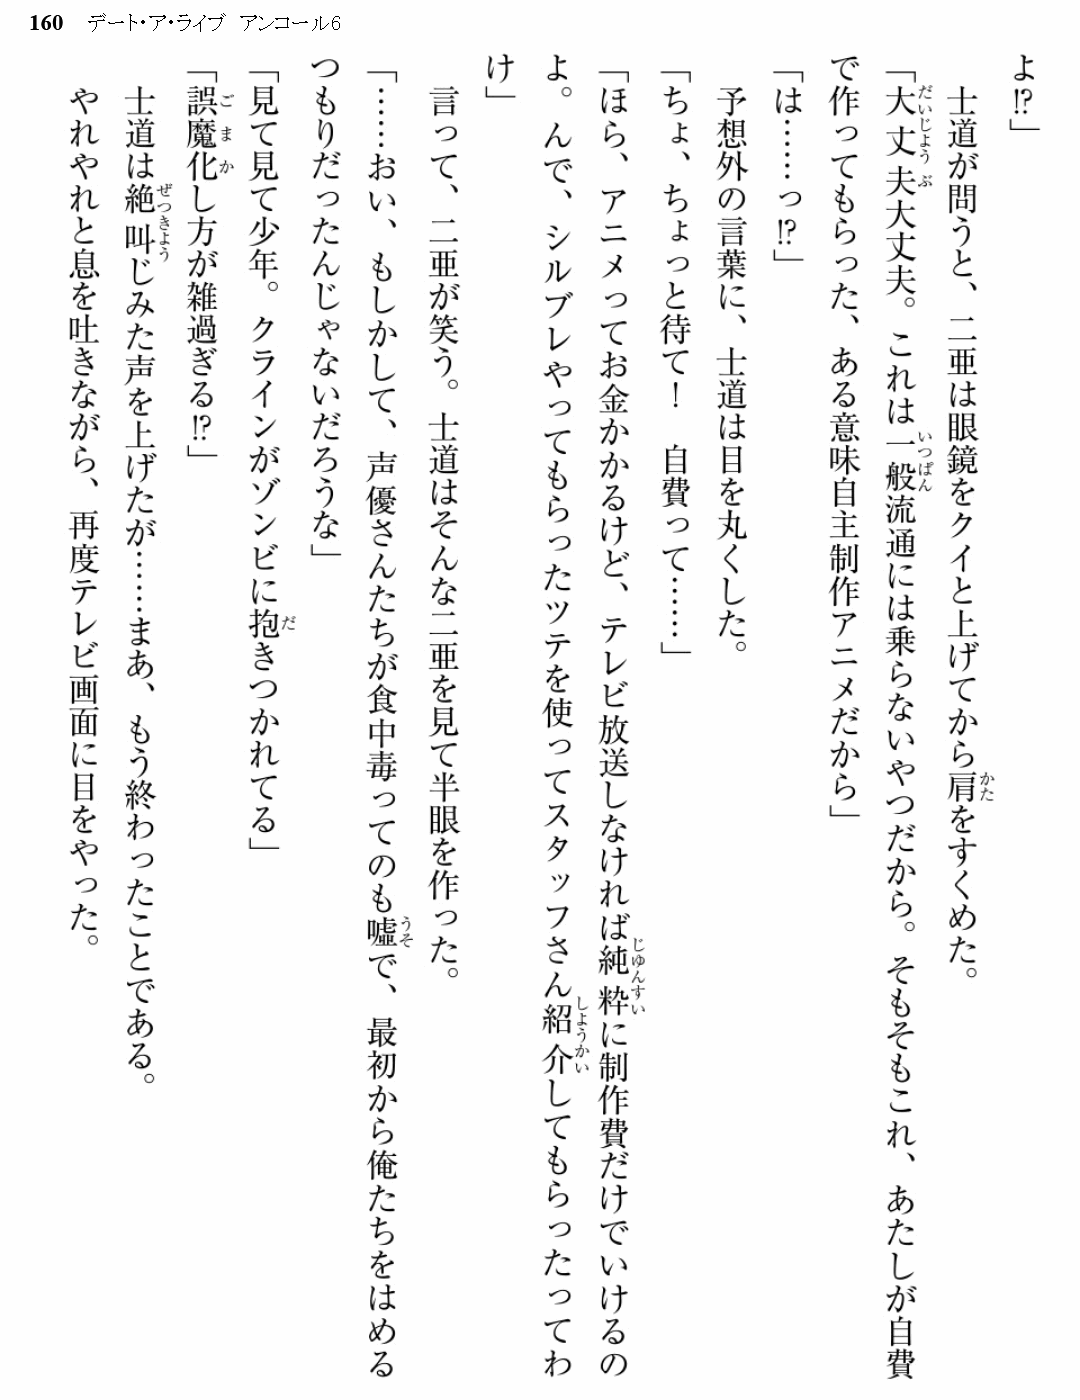 160 デート・ア・ライブ アンコール6
よ!?」
士道が問うと、二亜は眼鏡をクイと上げてから肩をすくめた。
「大丈夫大丈夫。これは一般流通には乗らないやつだから。そもそもこれ、あたしが自費
で作ってもらった、ある意味自主制作アニメだから」
「は……っ!?」
予想外の言葉に、士道は目を丸くした。
「ちょ、ちょっと待て！　自費って……」
「ほら、アニメってお金かかるけど、テレビ放送しなければ純粋に制作費だけでいけるの
よ。んで、シルブレやってもらったツテを使ってスタッフさん紹介してもらったってわ
け」
言って、二亜が笑う。士道はそんな二亜を見て半眼を作った。
「……おい、もしかして、声優さんたちが食中毒ってのも嘘で、最初から俺たちをはめる
つもりだったんじゃないだろうな」
「見て見て少年。クラインがゾンビに抱きつかれてる」
「誤魔化し方が雑過ぎる!?」
士道は絶叫じみた声を上げたが……まあ、もう終わったことである。
やれやれと息を吐きながら、再度テレビ画面に目をやった。